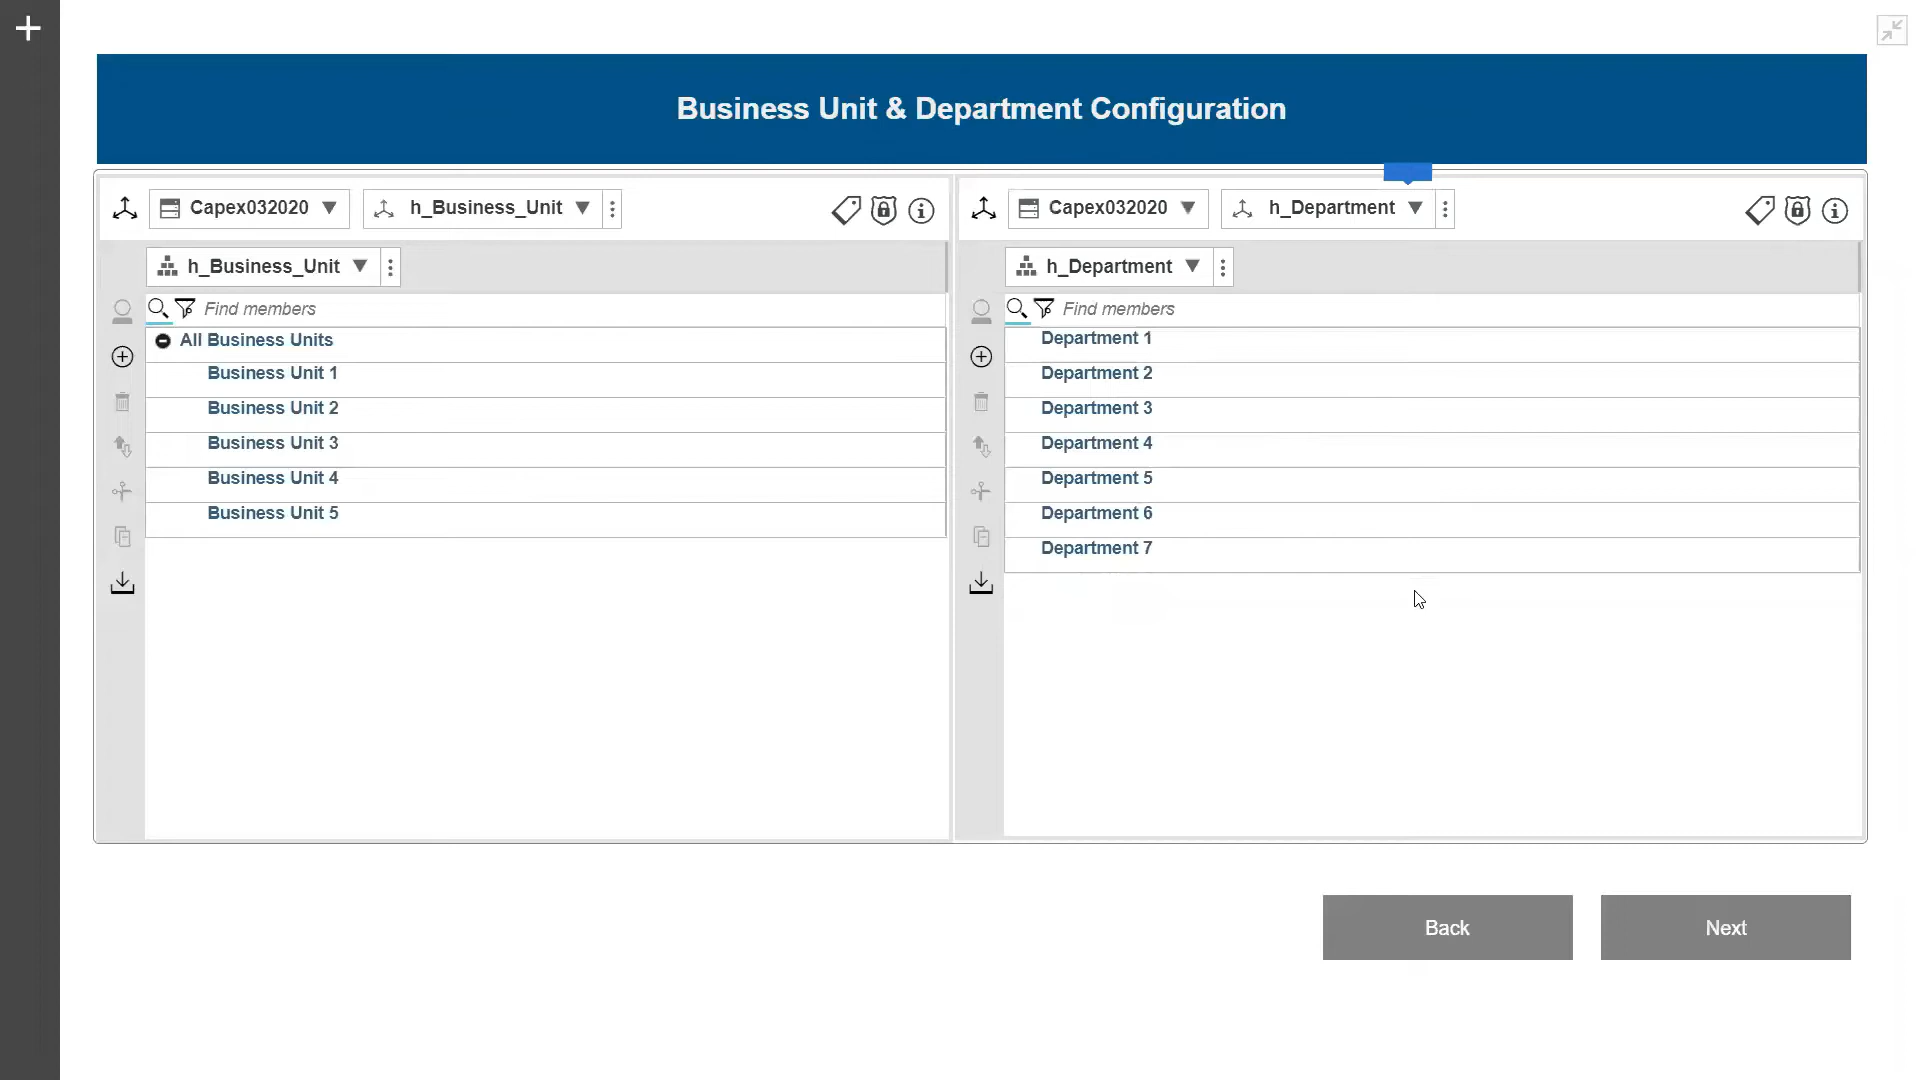 Business Unit & Department Configuration
Capex032020
h_Business_Unit
h_Business_Unit
Find members
All Business Units
Business Unit 1
Business Unit 2
Business Unit 3
Business Unit 4
Business Unit 5
Capex032020
h_Department
h_Department
Find members
Department 1
Department 2
Department 3
Department 4
Department 5
Department 6
Department 7
Back
Next